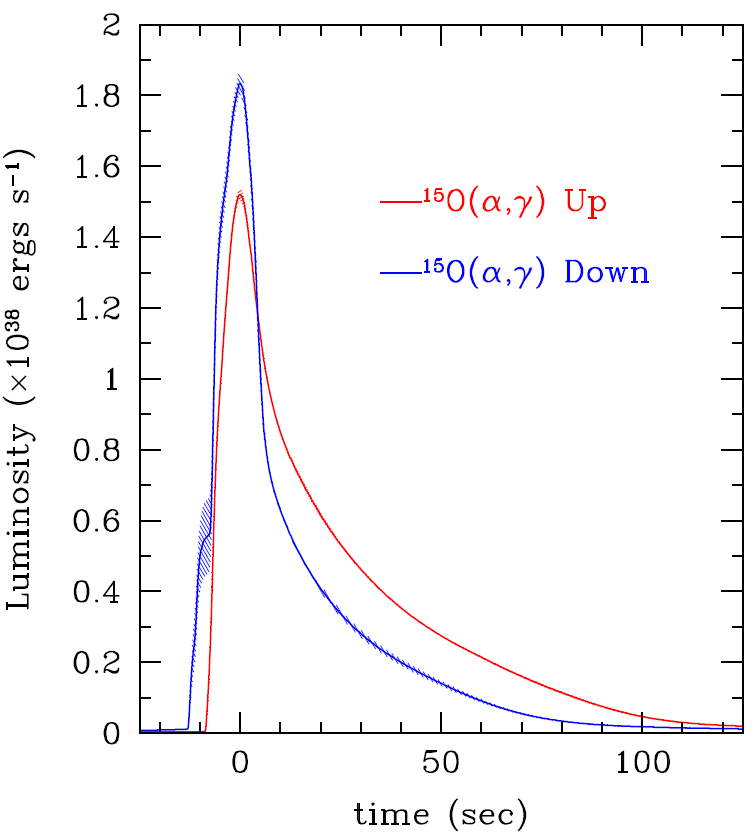 2
1.8
1.6
1.4
1.2
1
0.8
0.6
0.4
0.2
0
Luminosity (×10³⁸ ergs s⁻¹)
¹⁵O(α,γ) Up
¹⁵O(α,γ) Down
0 50 100
time (sec)